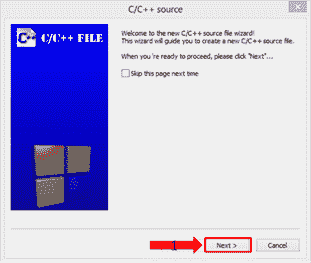 C/C++ source
C++ C/C++ FILE
Welcome to the new C/C++ source file wizard!
This wizard will guide you to create a new C/C++ source file.
When you're ready to proceed, please click "Next"...
Skip this page next time
1
Next >
Cancel